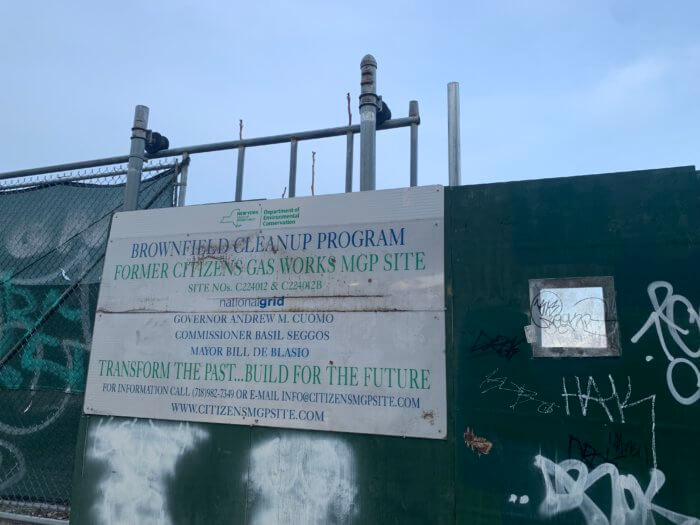 NEW YORK
Department of
Environmental
Conservation
BROWNFIELD CLEANUP PROGRAM
FORMER CITIZENS GAS WORKS MGP SITE
SITE NOS. C224012 & C224012B
nationalgrid
GOVERNOR ANDREW M. CUOMO
COMMISSIONER BASIL SEGGOS
MAYOR BILL DE BLASIO
TRANSFORM THE PAST...BUILD FOR THE FUTURE
FOR INFORMATION CALL (718)982-7349 OR E-MAIL INFO@CITIZENSMGPSITE.COM
WWW.CITIZENSMGPSITE.COM